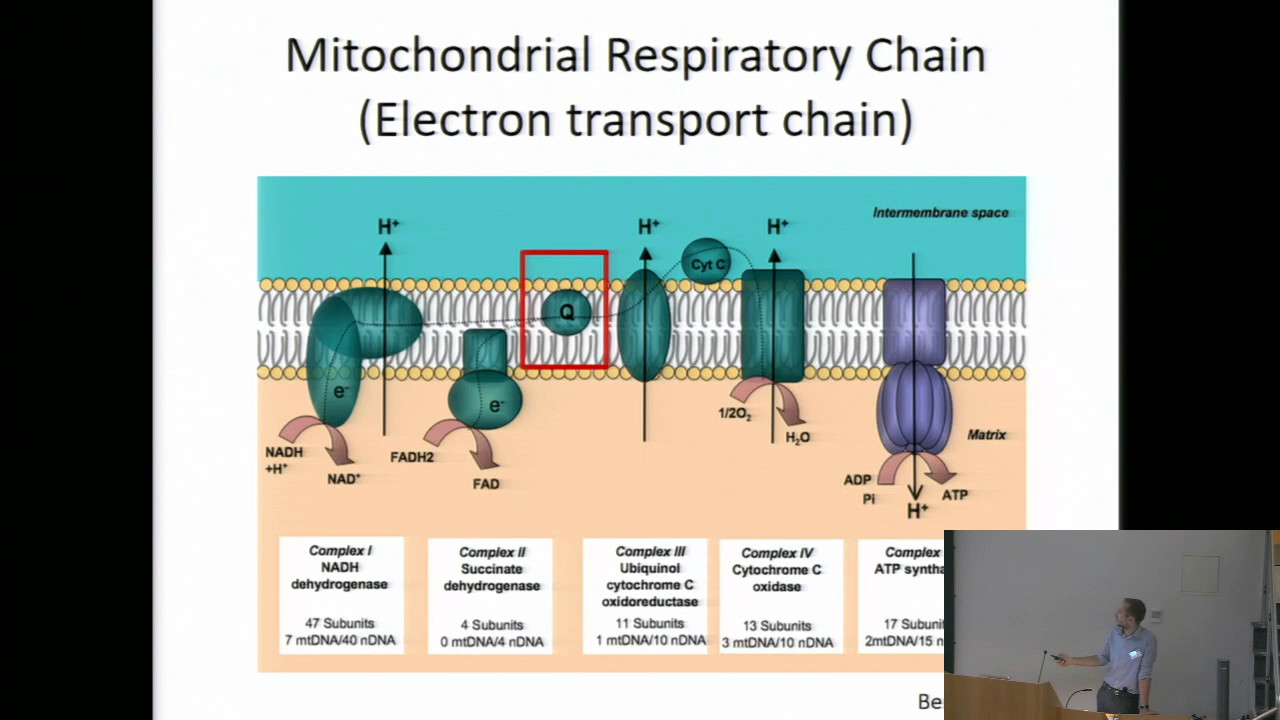 Mitochondrial Respiratory Chain
(Electron transport chain)
Intermembrane space
H⁺
H⁺
H⁺
Cyt C
Q
e⁻
e⁻
1/2O₂
H₂O
Matrix
NADH
+H⁺
NAD⁺
FADH2
FAD
ADP
Pi
ATP
H⁺
Complex I
NADH
dehydrogenase
47 Subunits
7 mtDNA/40 nDNA
Complex II
Succinate
dehydrogenase
4 Subunits
0 mtDNA/4 nDNA
Complex III
Ubiquinol
cytochrome C
oxidoreductase
11 Subunits
1 mtDNA/10 nDNA
Complex IV
Cytochrome C
oxidase
13 Subunits
3 mtDNA/10 nDNA
Complex
ATP syntha
17 Subuni
2mtDNA/15 n
Be